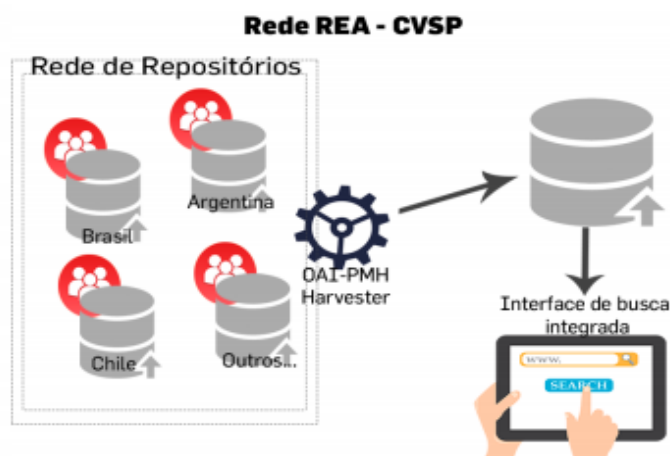 Rede REA - CVSP
Rede de Repositórios
Brasil
Argentina
Chile
Outros...
OAI-PMH
Harvester
Interface de busca
integrada
www.
SEARCH